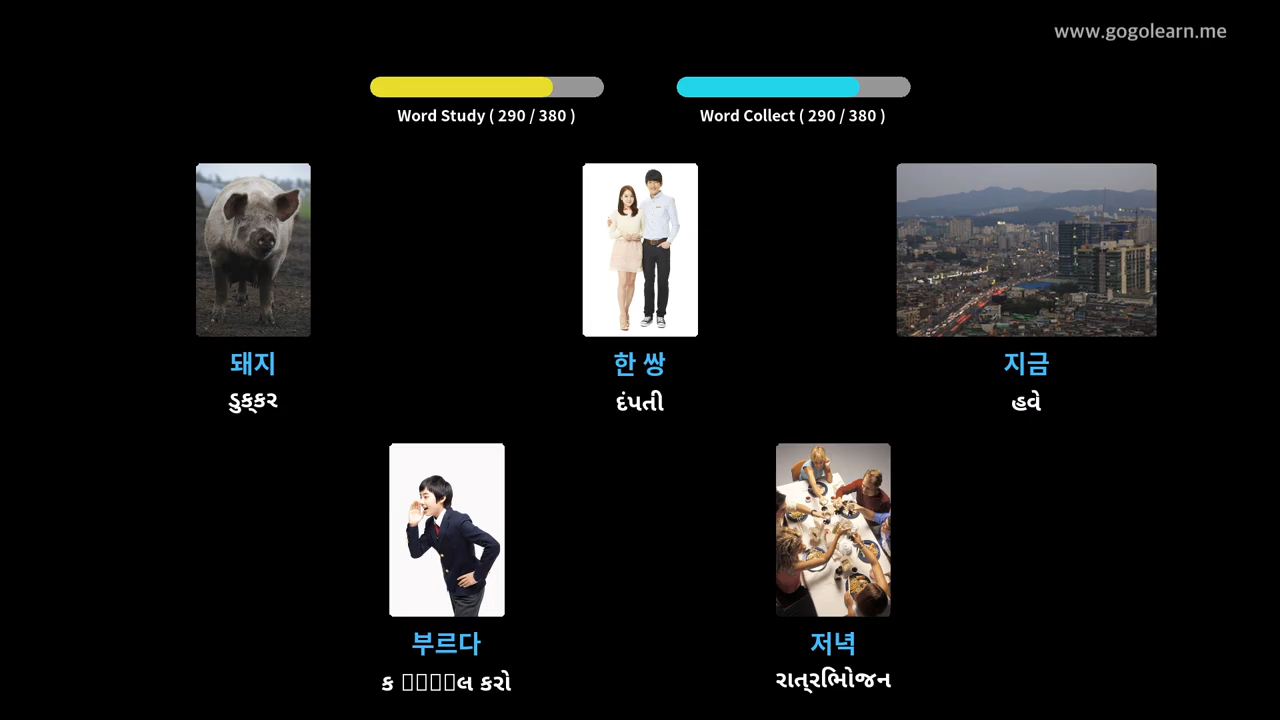 www.gogolearn.me
Word Study ( 290 / 380 )
Word Collect ( 290 / 380 )
돼지
한 쌍
지금
ડુક્કર
દંપતી
હવે
부르다
저녁
ક લ કરો
રાત્રભિોજન